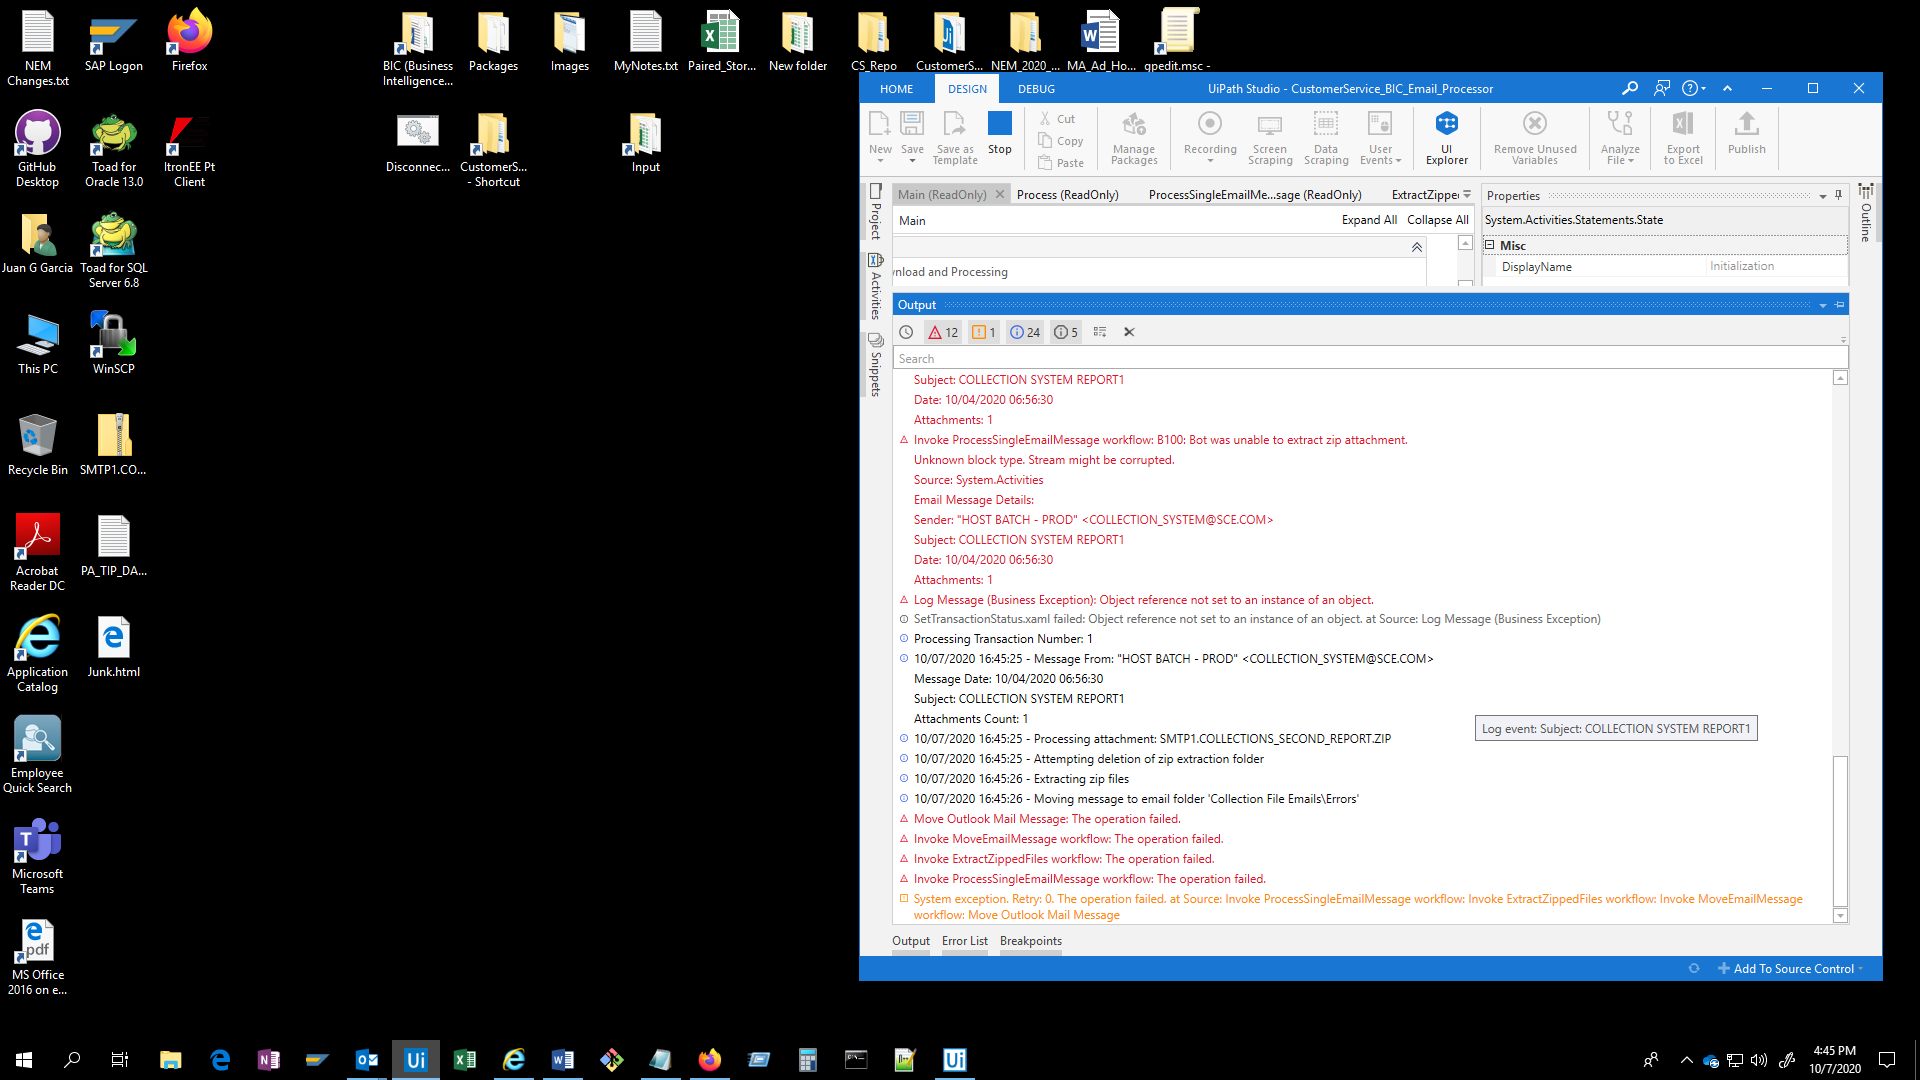 NEM
Changes.txt
SAP Logon
Firefox
BIC (Business
Intelligence...
Packages
Images
MyNotes.txt
Paired_Stor...
New folder
CS_Repo
CustomerS...
NEM_2020_...
MA_Ad_Ho...
gpedit.msc -
GitHub
Desktop
Toad for
Oracle 13.0
ItronEE Pt
Client
Disconnec...
CustomerS...
- Shortcut
Input
Juan G Garcia
Toad for SQL
Server 6.8
This PC
WinSCP
Recycle Bin
SMTP1.CO...
Acrobat
Reader DC
PA_TIP_DA...
Application
Catalog
Junk.html
Employee
Quick Search
Microsoft
Teams
MS Office
2016 on e...
HOME
DESIGN
DEBUG
UiPath Studio - CustomerService_BIC_Email_Processor
New
Save
Save as
Template
Stop
Cut
Copy
Paste
Manage
Packages
Recording
Screen
Scraping
Data
Scraping
User
Events
UI
Explorer
Remove Unused
Variables
Analyze
File
Export
to Excel
Publish
Project
Activities
Snippets
Main (ReadOnly)
Process (ReadOnly)
ProcessSingleEmailMe...sage (ReadOnly)
ExtractZippe
Main
Expand All
Collapse All
nload and Processing
Properties
System.Activities.Statements.State
Misc
DisplayName
Initialization
Outline
Output
12
1
24
5
Search
Subject: COLLECTION SYSTEM REPORT1
Date: 10/04/2020 06:56:30
Attachments: 1
Invoke ProcessSingleEmailMessage workflow: B100: Bot was unable to extract zip attachment.
Unknown block type. Stream might be corrupted.
Source: System.Activities
Email Message Details:
Sender: "HOST BATCH - PROD" <COLLECTION_SYSTEM@SCE.COM>
Subject: COLLECTION SYSTEM REPORT1
Date: 10/04/2020 06:56:30
Attachments: 1
Log Message (Business Exception): Object reference not set to an instance of an object.
SetTransactionStatus.xaml failed: Object reference not set to an instance of an object. at Source: Log Message (Business Exception)
Processing Transaction Number: 1
10/07/2020 16:45:25 - Message From: "HOST BATCH - PROD" <COLLECTION_SYSTEM@SCE.COM>
Message Date: 10/04/2020 06:56:30
Subject: COLLECTION SYSTEM REPORT1
Attachments Count: 1
10/07/2020 16:45:25 - Processing attachment: SMTP1.COLLECTIONS_SECOND_REPORT.ZIP
10/07/2020 16:45:25 - Attempting deletion of zip extraction folder
10/07/2020 16:45:26 - Extracting zip files
10/07/2020 16:45:26 - Moving message to email folder 'Collection File Emails\Errors'
Move Outlook Mail Message: The operation failed.
Invoke MoveEmailMessage workflow: The operation failed.
Invoke ExtractZippedFiles workflow: The operation failed.
Invoke ProcessSingleEmailMessage workflow: The operation failed.
System exception. Retry: 0. The operation failed. at Source: Invoke ProcessSingleEmailMessage workflow: Invoke ExtractZippedFiles workflow: Invoke MoveEmailMessage
workflow: Move Outlook Mail Message
Log event: Subject: COLLECTION SYSTEM REPORT1
Output
Error List
Breakpoints
Add To Source Control
4:45 PM
10/7/2020